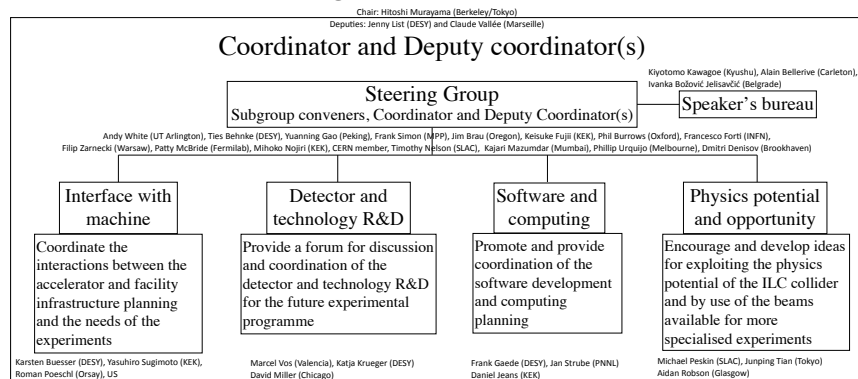 Chair: Hitoshi Murayama (Berkeley/Tokyo)
Deputies: Jenny List (DESY) and Claude Vallée (Marseille)
Coordinator and Deputy coordinator(s)
Kiyotomo Kawagoe (Kyushu), Alain Bellerive (Carleton),
Ivanka Božović Jelisavčić (Belgrade)
Steering Group
Subgroup conveners, Coordinator and Deputy Coordinator(s)
Speaker's bureau
Andy White (UT Arlington), Ties Behnke (DESY), Yuanning Gao (Peking), Frank Simon (MPP), Jim Brau (Oregon), Keisuke Fujii (KEK), Phil Burrows (Oxford), Francesco Forti (INFN),
Filip Zarnecki (Warsaw), Patty McBride (Fermilab), Mihoko Nojiri (KEK), CERN member, Timothy Nelson (SLAC), Kajari Mazumdar (Mumbai), Phillip Urquijo (Melbourne), Dmitri Denisov (Brookhaven)
Interface with
machine
Coordinate the
interactions between the
accelerator and facility
infrastructure planning
and the needs of the
experiments
Karsten Buesser (DESY), Yasuhiro Sugimoto (KEK),
Roman Poeschl (Orsay), US
Detector and
technology R&D
Provide a forum for discussion
and coordination of the
detector and technology R&D
for the future experimental
programme
Marcel Vos (Valencia), Katja Krueger (DESY)
David Miller (Chicago)
Software and
computing
Promote and provide
coordination of the
software development
and computing
planning
Frank Gaede (DESY), Jan Strube (PNNL)
Daniel Jeans (KEK)
Physics potential
and opportunity
Encourage and develop ideas
for exploiting the physics
potential of the ILC collider
and by use of the beams
available for more
specialised experiments
Michael Peskin (SLAC), Junping Tian (Tokyo)
Aidan Robson (Glasgow)